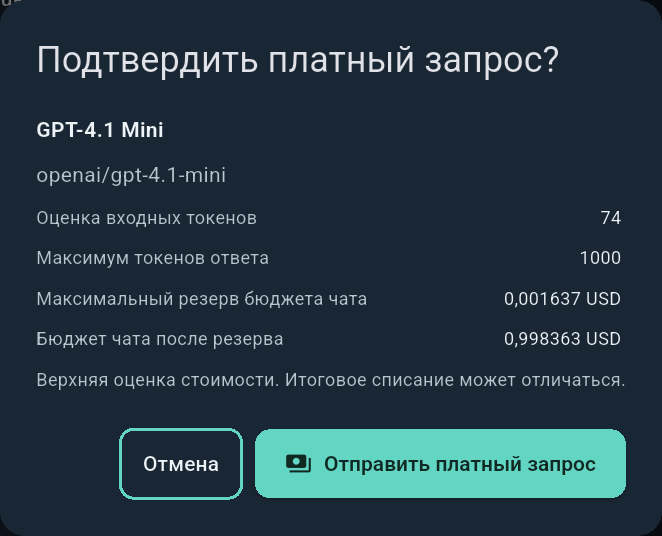 Подтвердить платный запрос?
GPT-4.1 Mini
openai/gpt-4.1-mini
Оценка входных токенов 74
Максимум токенов ответа 1000
Максимальный резерв бюджета чата 0,001637 USD
Бюджет чата после резерва 0,998363 USD
Верхняя оценка стоимости. Итоговое списание может отличаться.
Отмена Отправить платный запрос